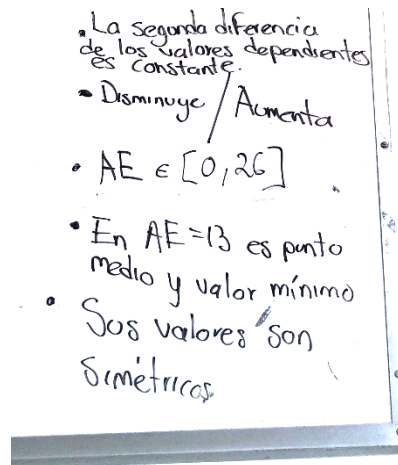 • La segunda diferencia
de los valores dependientes
es constante.
• Disminuye / Aumenta
• AE ∈ [0, 26]
• En AE = 13 es punto
medio y valor mínimo
• Sus valores son
simétricos